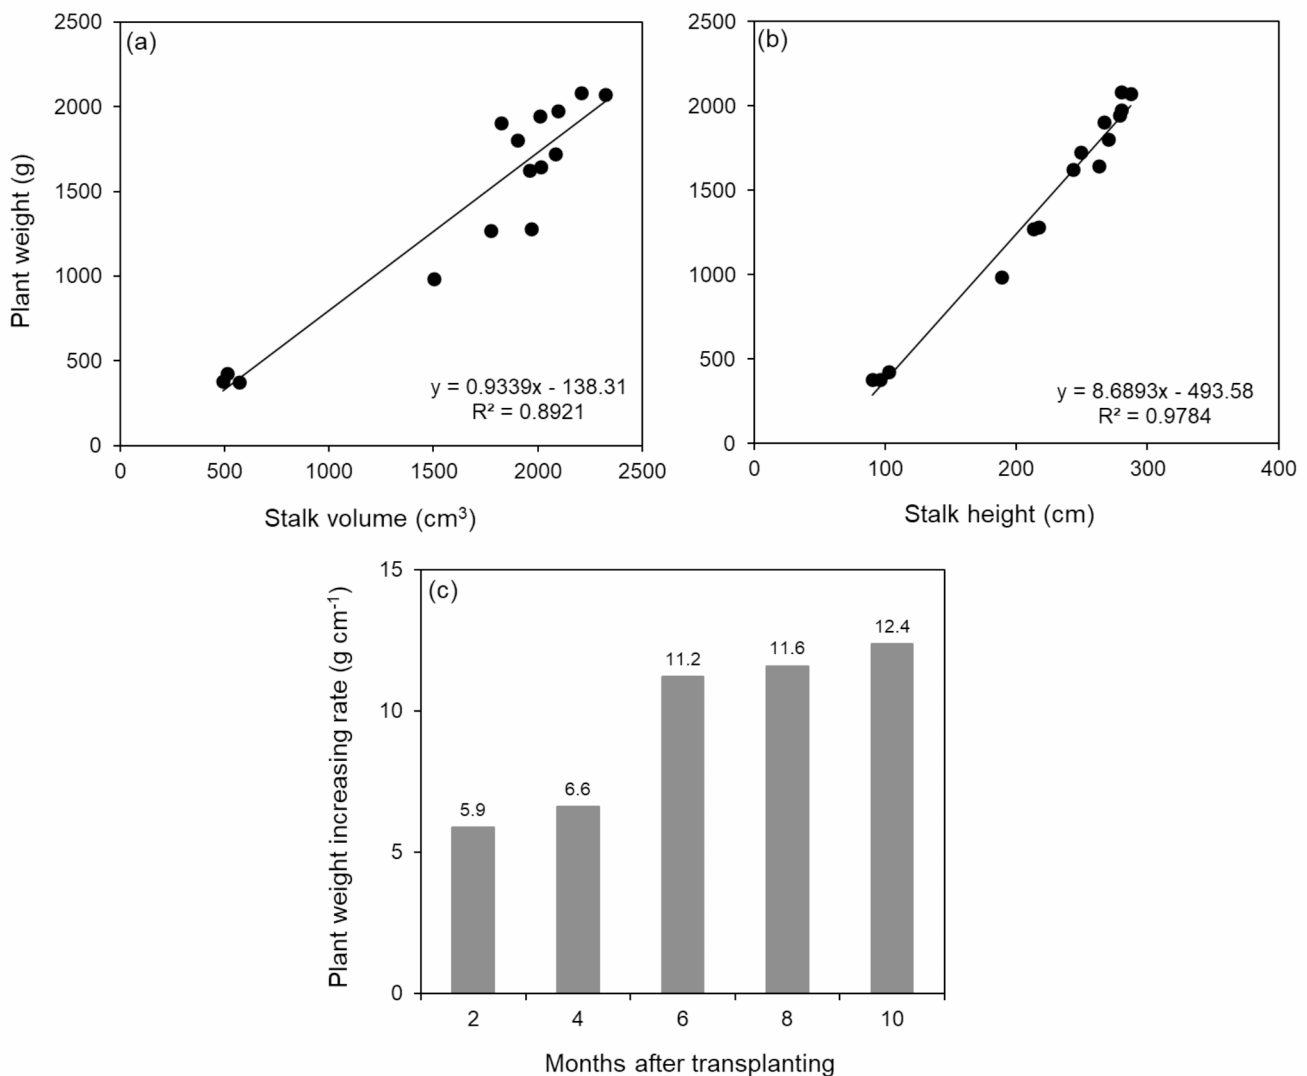 (a)
2500
2000
1500
1000
500
0
Plant weight (g)
y = 0.9339x - 138.31
R² = 0.8921
0 500 1000 1500 2000 2500
Stalk volume (cm³)
(b)
2500
2000
1500
1000
500
0
y = 8.6893x - 493.58
R² = 0.9784
0 100 200 300 400
Stalk height (cm)
(c)
15
10
5
0
Plant weight increasing rate (g cm⁻¹)
5.9
6.6
11.2
11.6
12.4
2 4 6 8 10
Months after transplanting